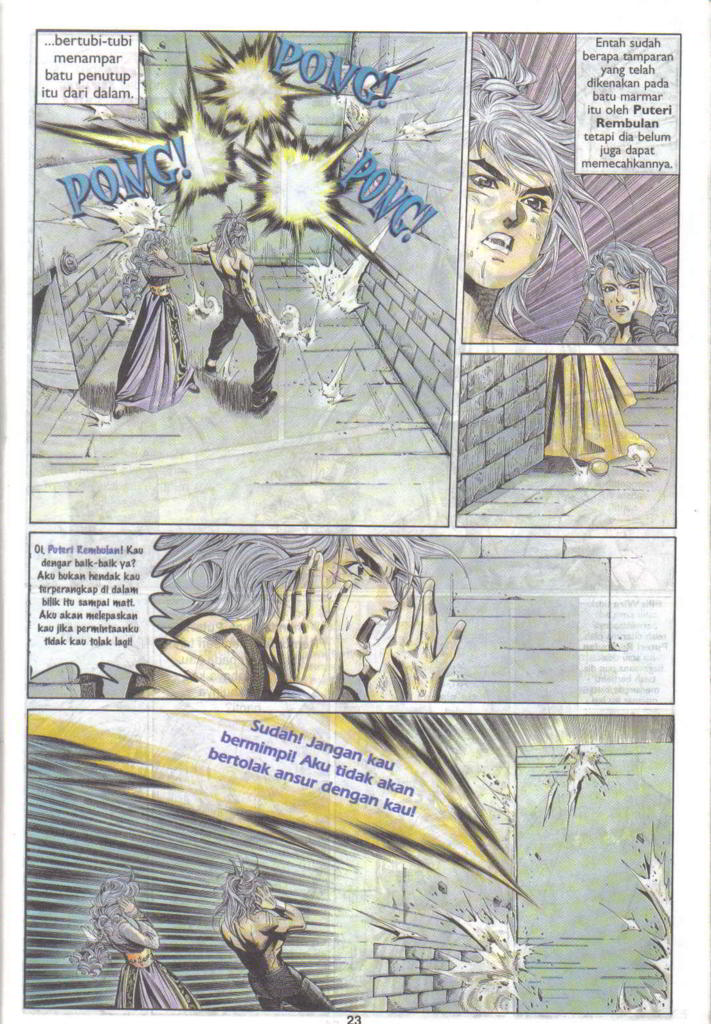 ...bertubi-tubi
menampar
batu penutup
itu dari dalam.
PONG!
PONG!
PONG!
Entah sudah
berapa tamparan
yang telah
dikenakan pada
batu marmar
itu oleh Puteri
Rembulan
tetapi dia belum
juga dapat
memecahkannya.
OI, Puteri Rembulan! Kau
dengar baik-baik ya?
Aku bukan hendak kau
terperangkap di dalam
bilik itu sampai mati.
Aku akan melepaskan
kau jika permintaanku
tidak kau tolak lagi!
Sudah! Jangan kau
bermimpi! Aku tidak akan
bertolak ansur dengan kau!
23